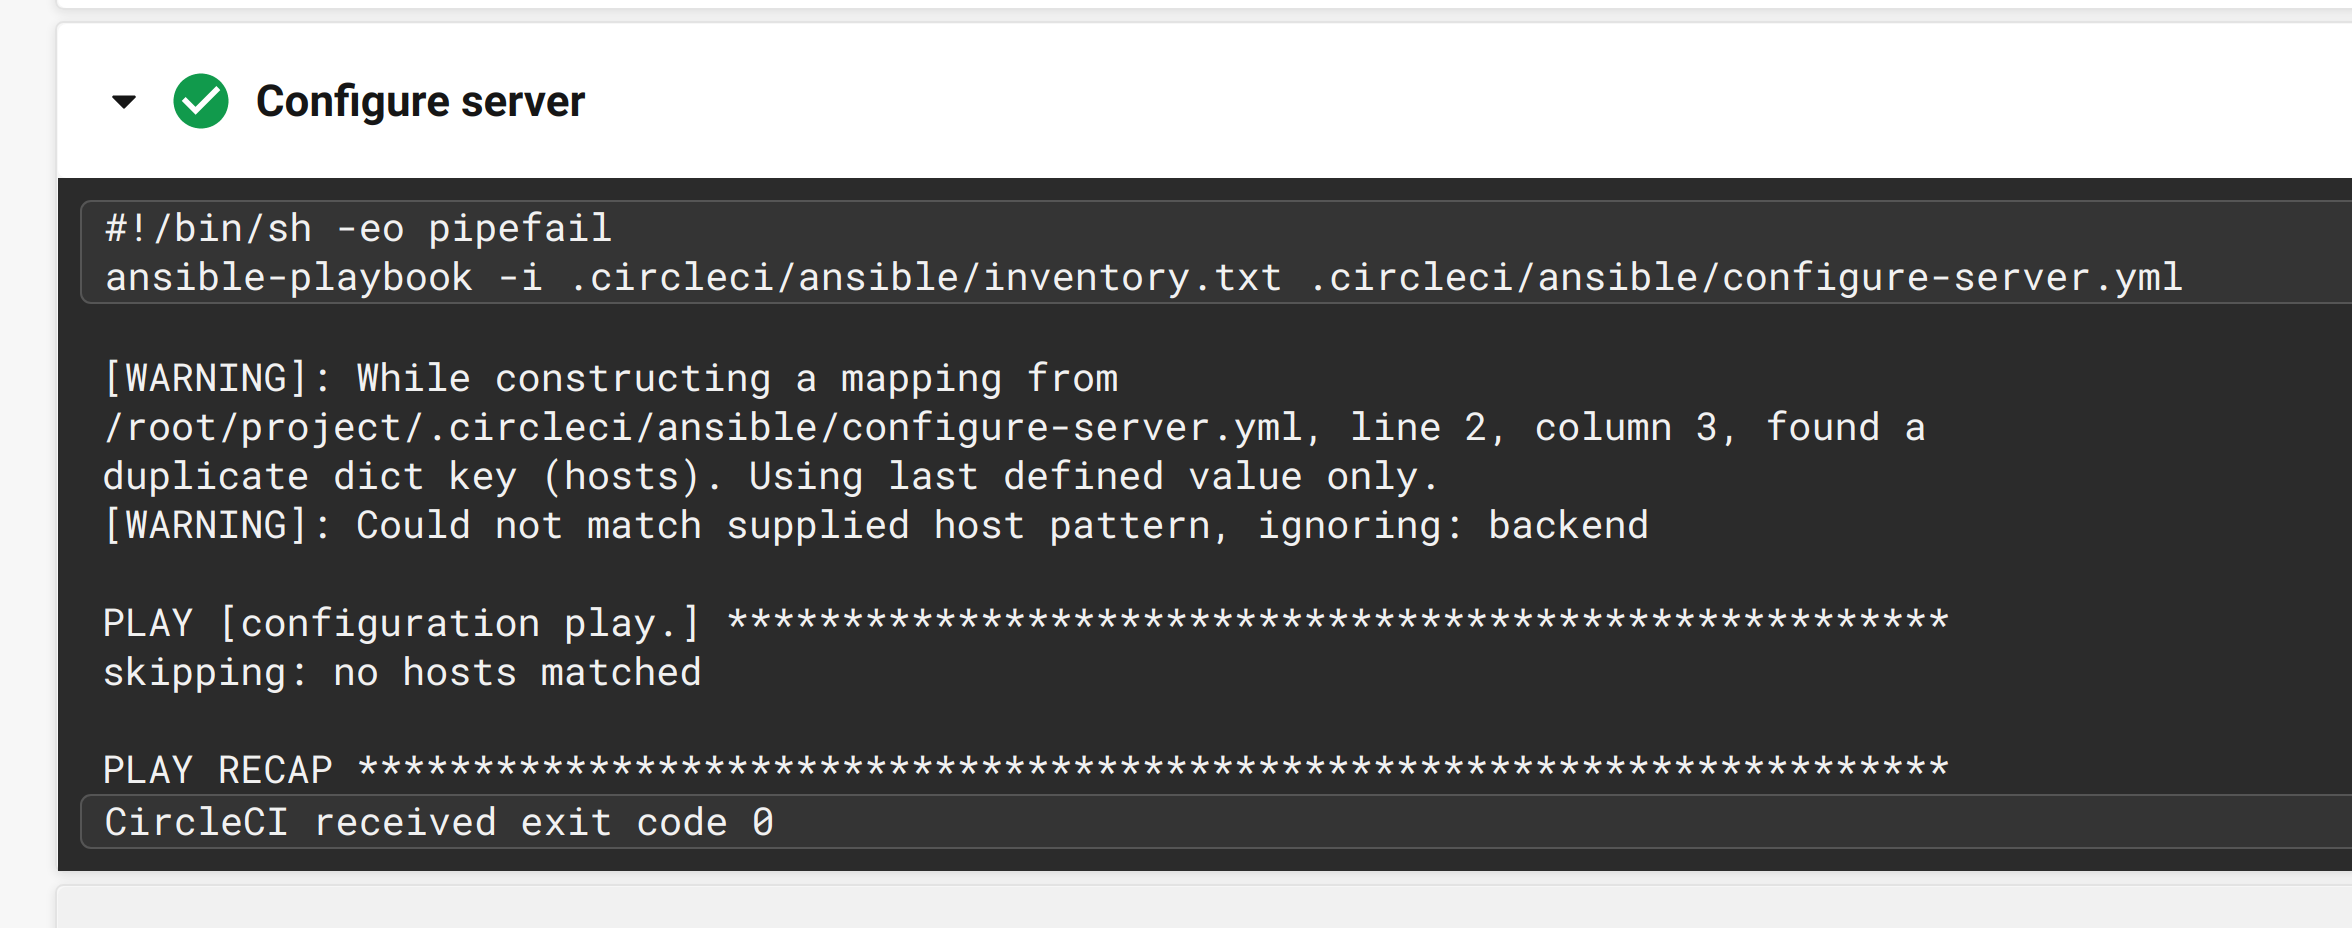 Configure server
#!/bin/sh -eo pipefail
ansible-playbook -i .circleci/ansible/inventory.txt .circleci/ansible/configure-server.yml
[WARNING]: While constructing a mapping from
/root/project/.circleci/ansible/configure-server.yml, line 2, column 3, found a
duplicate dict key (hosts). Using last defined value only.
[WARNING]: Could not match supplied host pattern, ignoring: backend
PLAY [configuration play.] *****************************************************
skipping: no hosts matched
PLAY RECAP *********************************************************************
CircleCI received exit code 0